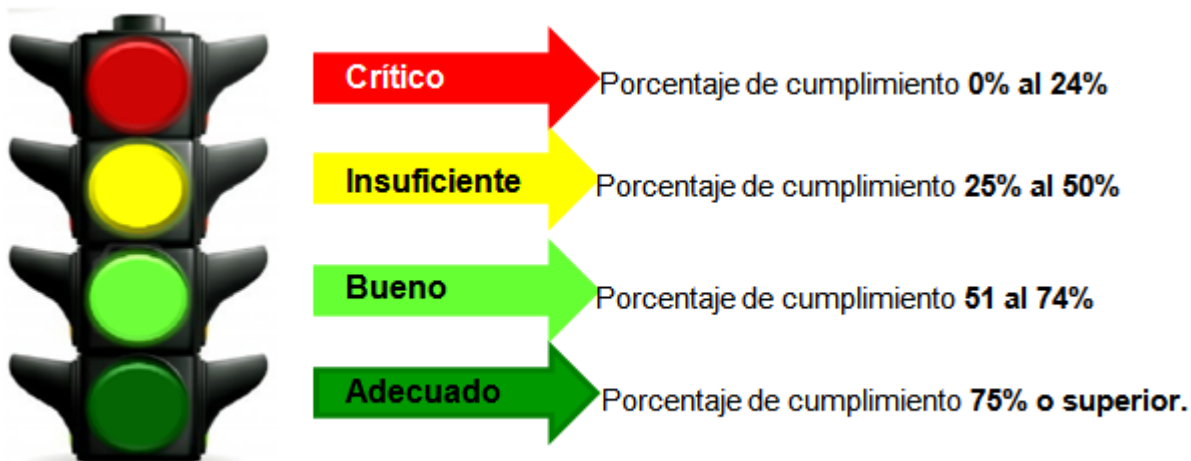 Crítico Porcentaje de cumplimiento 0% al 24%
Insuficiente Porcentaje de cumplimiento 25% al 50%
Bueno Porcentaje de cumplimiento 51 al 74%
Adecuado Porcentaje de cumplimiento 75% o superior.